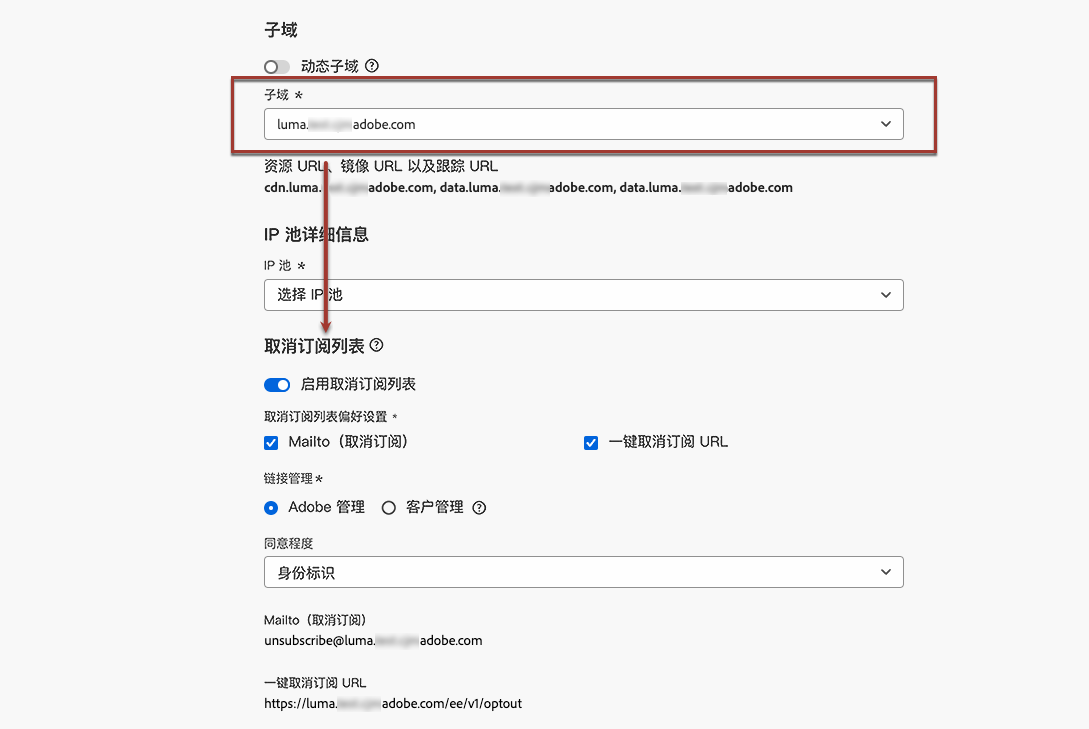 子域
动态子域
子域 *
luma. adobe.com
资源 URL、镜像 URL 以及跟踪 URL
cdn.luma. adobe.com, data.luma. adobe.com, data.luma. adobe.com
IP 池详细信息
IP 池 *
选择 IP 池
取消订阅列表
启用取消订阅列表
取消订阅列表偏好设置 *
Mailto（取消订阅） 一键取消订阅 URL
链接管理*
Adobe 管理 客户管理
同意程度
身份标识
Mailto（取消订阅）
unsubscribe@luma. adobe.com
一键取消订阅 URL
https://luma. adobe.com/ee/v1/optout